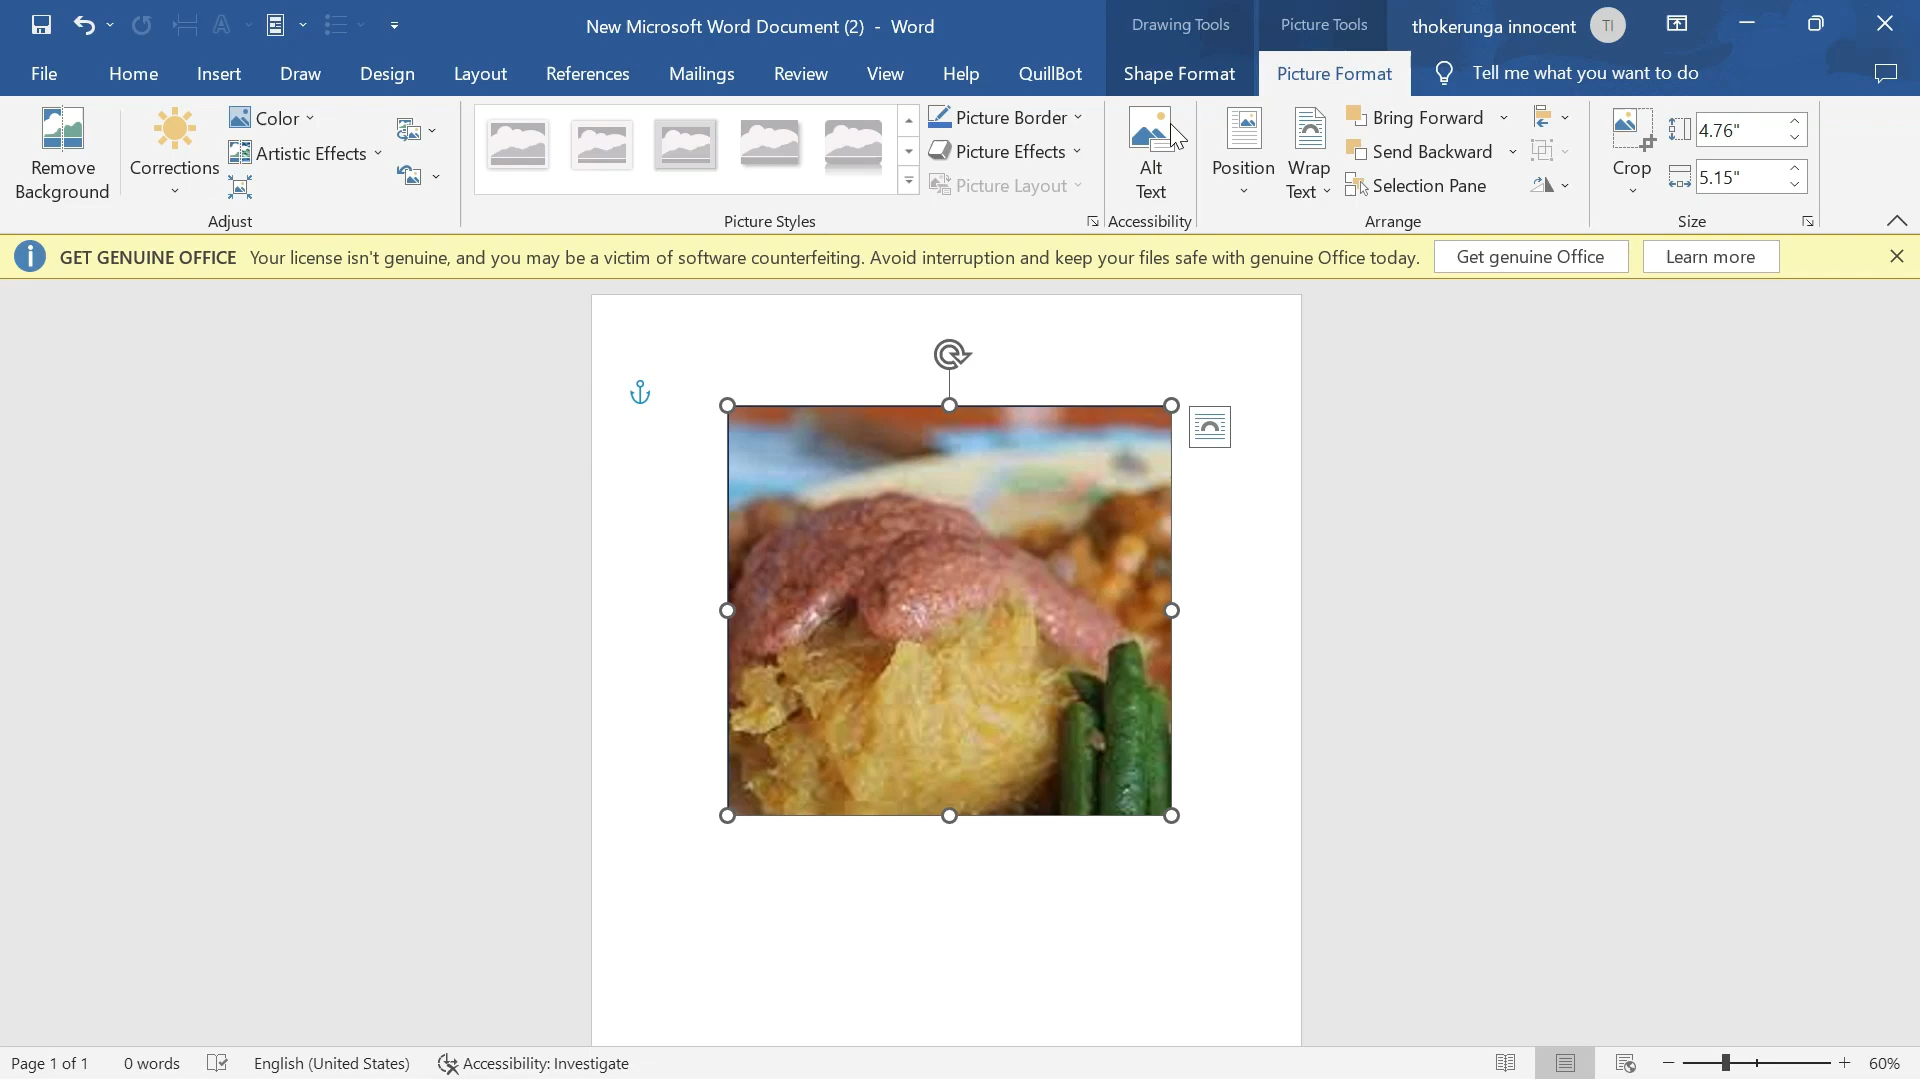 New Microsoft Word Document (2) - Word
Drawing Tools
Picture Tools
thokerunga innocent
TI
File Home Insert Draw Design Layout References Mailings Review View Help QuillBot Shape Format Picture Format Tell me what you want to do
Remove
Background
Corrections
Color
Artistic Effects
Adjust
Picture Border
Picture Effects
Picture Layout
Picture Styles
Alt
Text
Accessibility
Position
Wrap
Text
Bring Forward
Send Backward
Selection Pane
Arrange
Crop
4.76"
5.15"
Size
GET GENUINE OFFICE Your license isn't genuine, and you may be a victim of software counterfeiting. Avoid interruption and keep your files safe with genuine Office today. Get genuine Office Learn more
Page 1 of 1 0 words English (United States) Accessibility: Investigate 60%